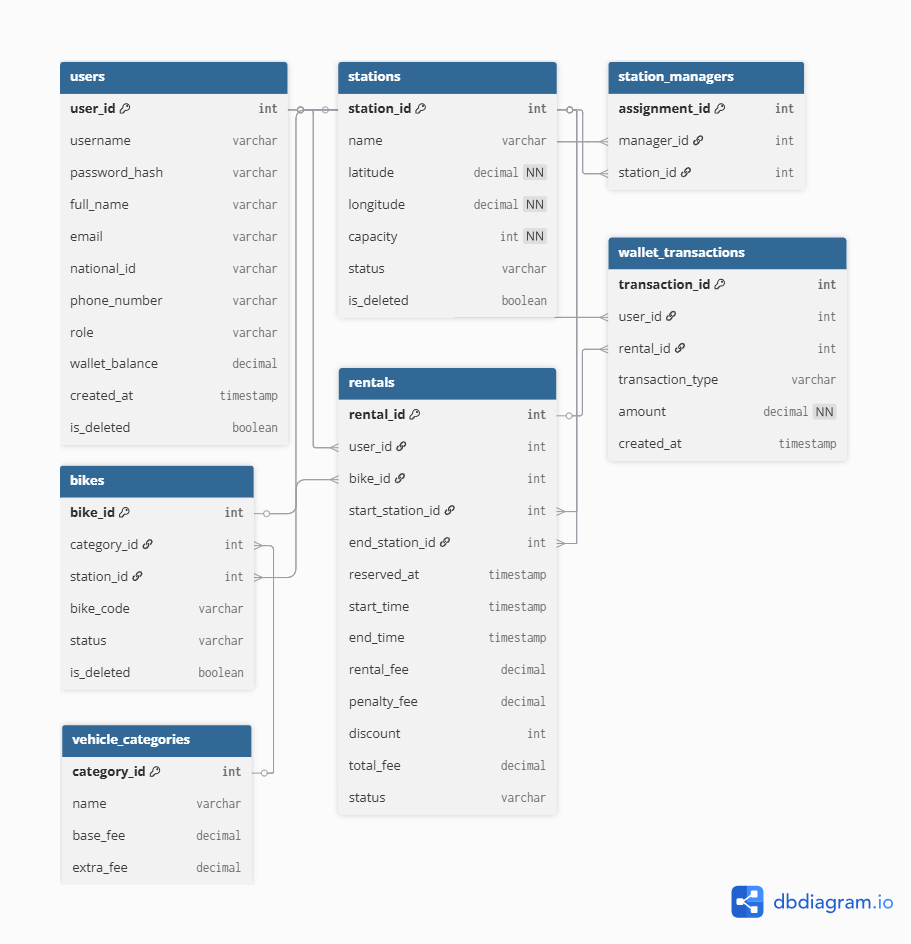 users
user_id int
username varchar
password_hash varchar
full_name varchar
email varchar
national_id varchar
phone_number varchar
role varchar
wallet_balance decimal
created_at timestamp
is_deleted boolean
stations
station_id int
name varchar
latitude decimal NN
longitude decimal NN
capacity int NN
status varchar
is_deleted boolean
station_managers
assignment_id int
manager_id int
station_id int
wallet_transactions
transaction_id int
user_id int
rental_id int
transaction_type varchar
amount decimal NN
created_at timestamp
rentals
rental_id int
user_id int
bike_id int
start_station_id int
end_station_id int
reserved_at timestamp
start_time timestamp
end_time timestamp
rental_fee decimal
penalty_fee decimal
discount int
total_fee decimal
status varchar
bikes
bike_id int
category_id int
station_id int
bike_code varchar
status varchar
is_deleted boolean
vehicle_categories
category_id int
name varchar
base_fee decimal
extra_fee decimal
dbdiagram.io